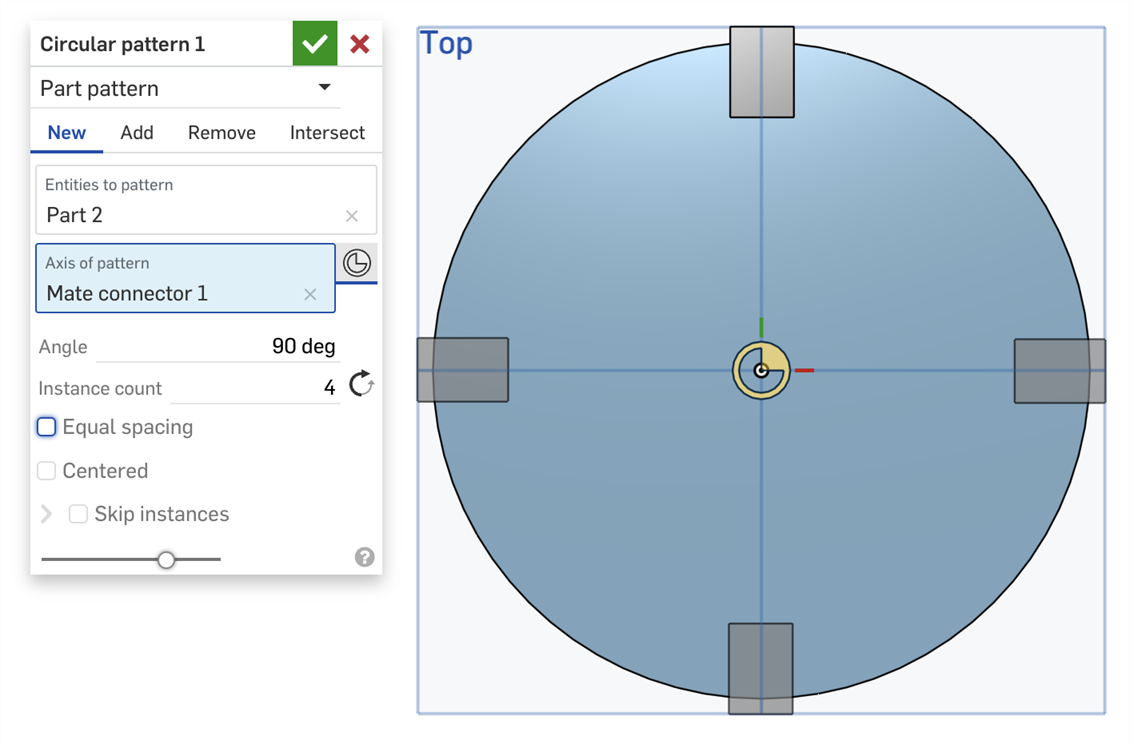 Circular pattern 1
Part pattern
New Add Remove Intersect
Entities to pattern
Part 2
Axis of pattern
Mate connector 1
Angle 90 deg
Instance count 4
Equal spacing
Centered
Skip instances
?
Top